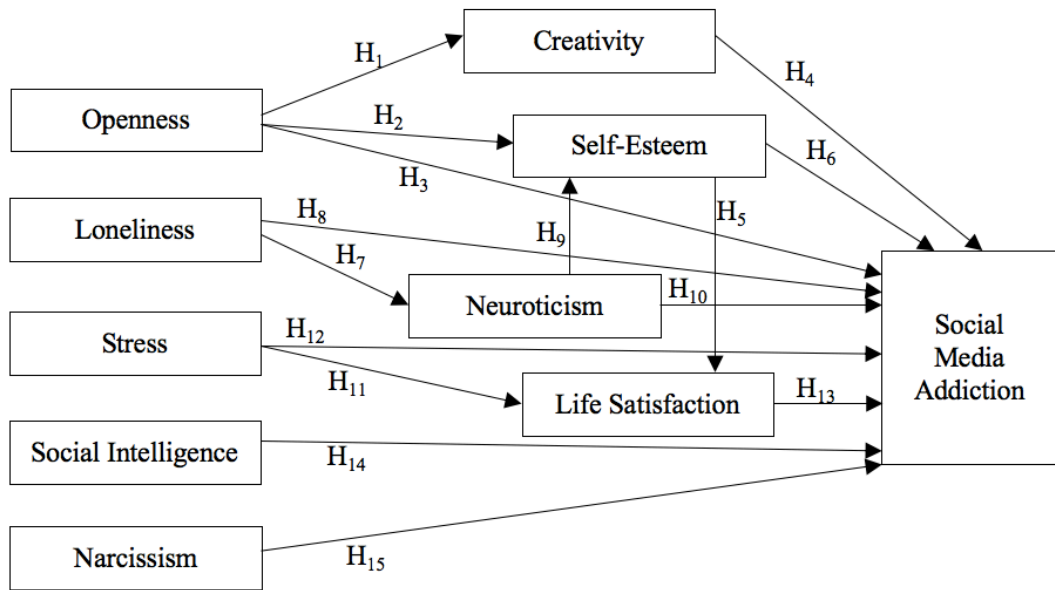 Creativity
H1
H4
Openness
H2
Self-Esteem
H6
H3
Loneliness
H8
H5
H7
H9
Neuroticism
H10
Stress
H12
Social
Media
Addiction
H11
Life Satisfaction
H13
Social Intelligence
H14
Narcissism
H15